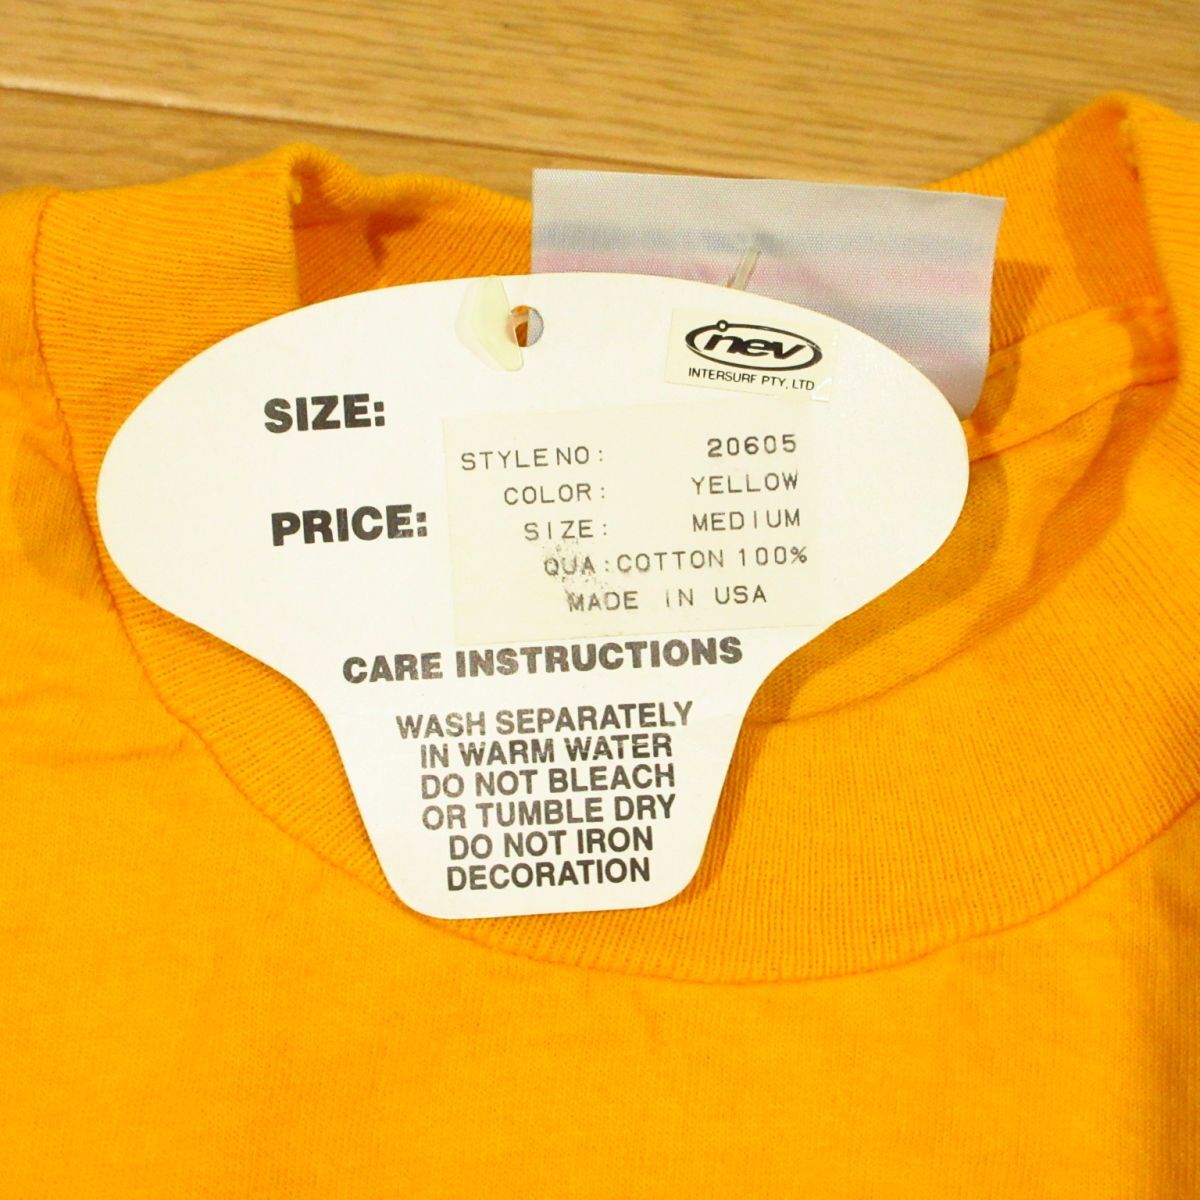 nev
INTERSURF PTY, LTD
SIZE:
PRICE:
STYLE NO: 20605
COLOR: YELLOW
SIZE: MEDIUM
QUA: COTTON 100%
MADE IN USA
CARE INSTRUCTIONS
WASH SEPARATELY
IN WARM WATER
DO NOT BLEACH
OR TUMBLE DRY
DO NOT IRON
DECORATION